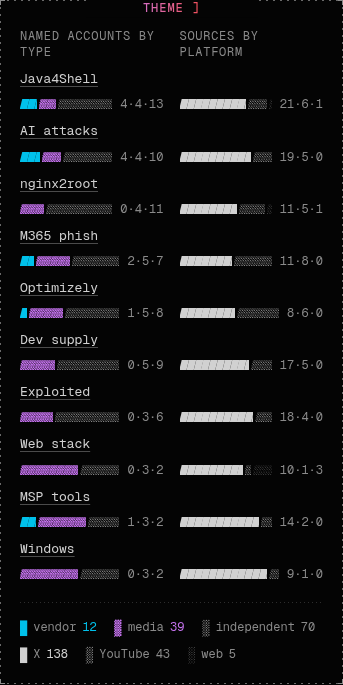 THEME ]
NAMED ACCOUNTS BY TYPE
SOURCES BY PLATFORM
Java4Shell
4·4·13 21·6·1
AI attacks
4·4·10 19·5·0
nginx2root
0·4·11 11·5·1
M365 phish
2·5·7 11·8·0
Optimizely
1·5·8 8·6·0
Dev supply
0·5·9 17·5·0
Exploited
0·3·6 18·4·0
Web stack
0·3·2 10·1·3
MSP tools
1·3·2 14·2·0
Windows
0·3·2 9·1·0
vendor 12 media 39 independent 70
X 138 YouTube 43 web 5